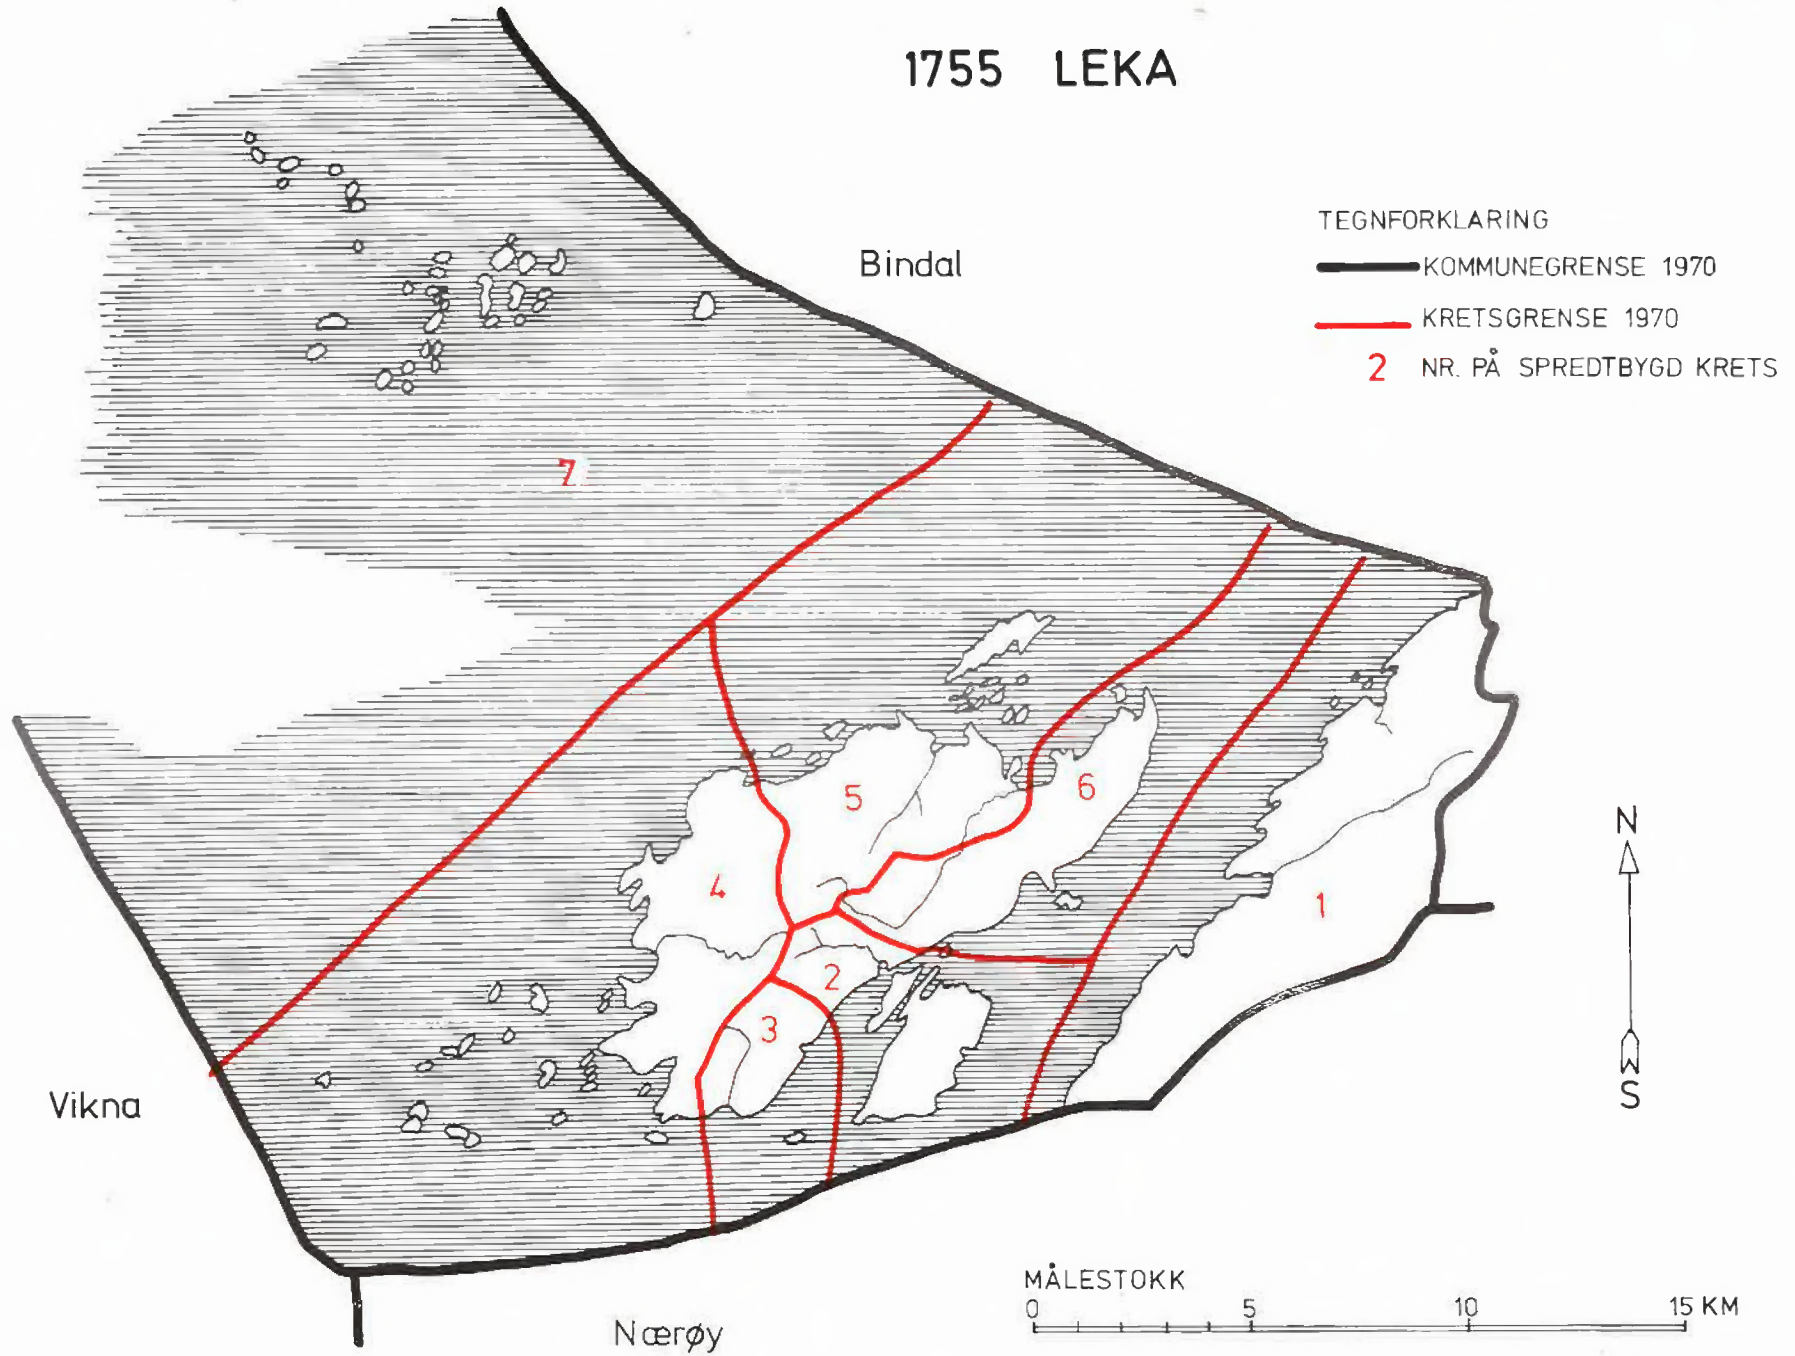 1755 LEKA
TEGNFORKLARING
KOMMUNEGRENSE 1970
KRETSGRENSE 1970
2 NR. PÅ SPREDTBYGD KRETS
Bindal
7
5
6
4
1
2
3
N
S
Vikna
Nærøy
MÅLESTOKK
0 5 10 15 KM